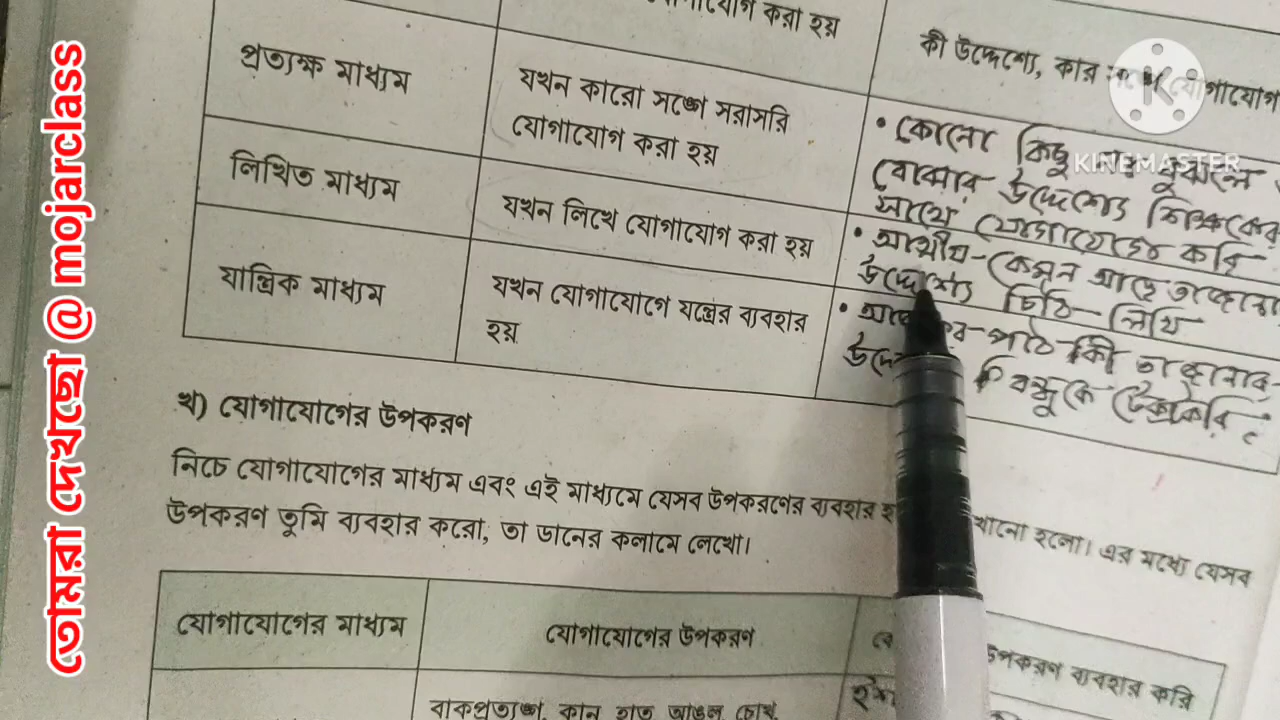 তোমরা দেখছো @ mojarclass
যোগাযোগ করা হয়
কী উদ্দেশ্যে, কার যোগাযোগ
KINEMASTER
প্রত্যক্ষ মাধ্যম
যখন কারো সঙ্গে সরাসরি
যোগাযোগ করা হয়
• কোনো কিছু না বুঝলে
বোঝার উদ্দেশ্যে শিক্ষকের
সাথে যোগাযোগ করি
লিখিত মাধ্যম
যখন লিখে যোগাযোগ করা হয়
• আত্মীয় কেমন আছে
উদ্দেশ্যে চিঠি লিখি
যান্ত্রিক মাধ্যম
যখন যোগাযোগে যন্ত্রের ব্যবহার
হয়
• পাঠ কী তা জানার
বন্ধুকে
খ) যোগাযোগের উপকরণ
নিচে যোগাযোগের মাধ্যম এবং এই মাধ্যমে যেসব উপকরণের ব্যবহার হলো। এর মধ্যে যেসব
উপকরণ তুমি ব্যবহার করো, তা ডানের কলামে লেখো।
যোগাযোগের মাধ্যম
যোগাযোগের উপকরণ
উপকরণ ব্যবহার করি
বাকপ্রত্যঙ্গ, কান, হাত, আঙুল, চোখ,